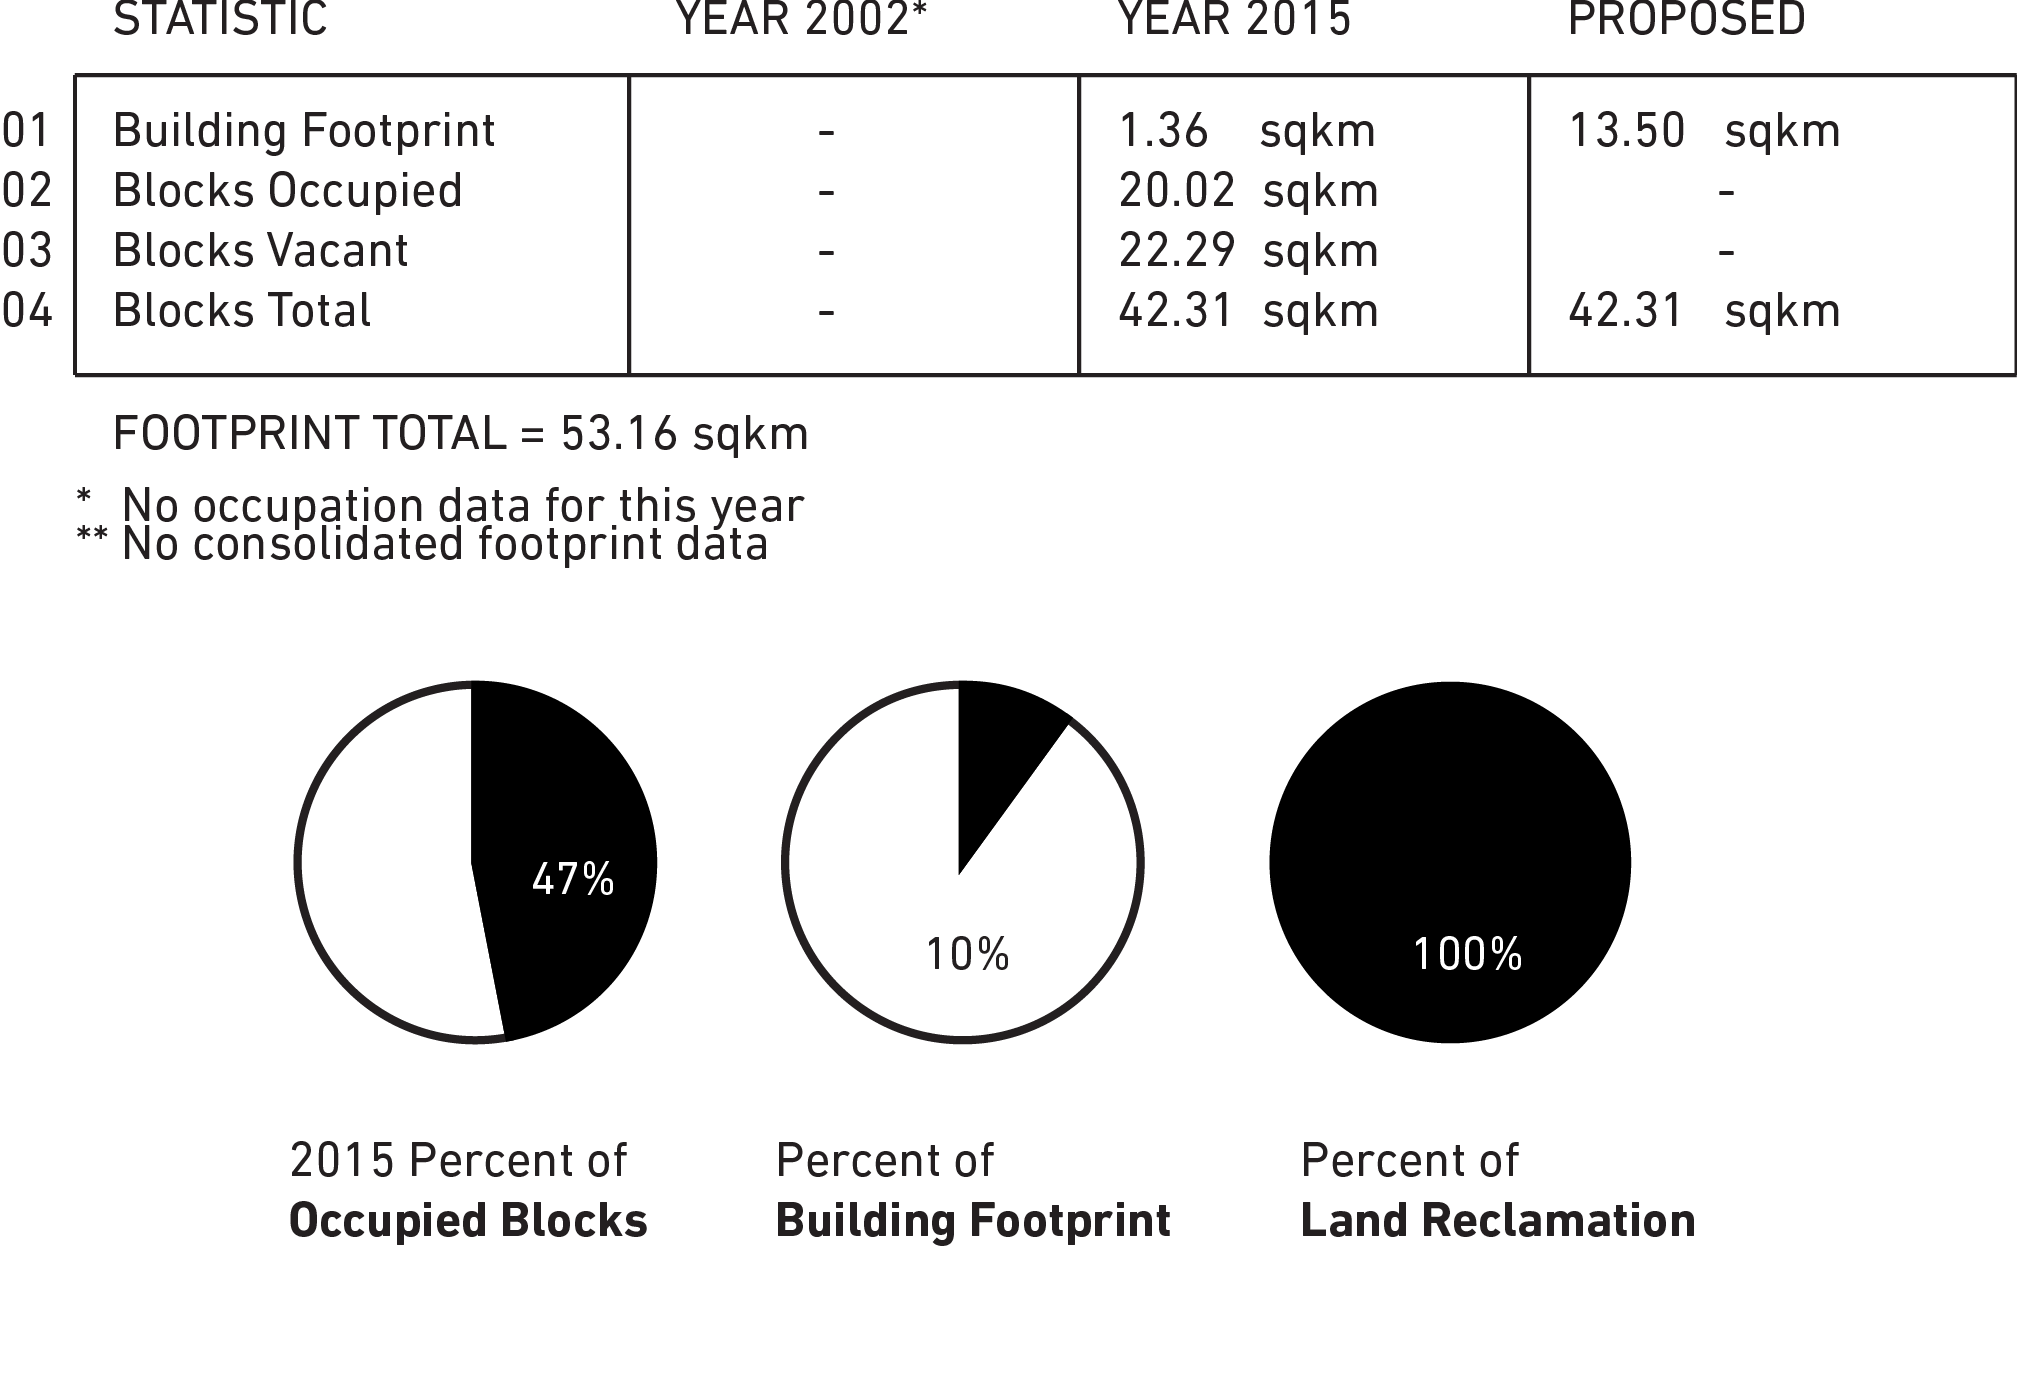 STATISTIC YEAR 2002* YEAR 2015 PROPOSED
01 Building Footprint - 1.36 sqkm 13.50 sqkm
02 Blocks Occupied - 20.02 sqkm -
03 Blocks Vacant - 22.29 sqkm -
04 Blocks Total - 42.31 sqkm 42.31 sqkm
FOOTPRINT TOTAL = 53.16 sqkm
* No occupation data for this year
** No consolidated footprint data
47%
10%
100%
2015 Percent of
Occupied Blocks
Percent of
Building Footprint
Percent of
Land Reclamation